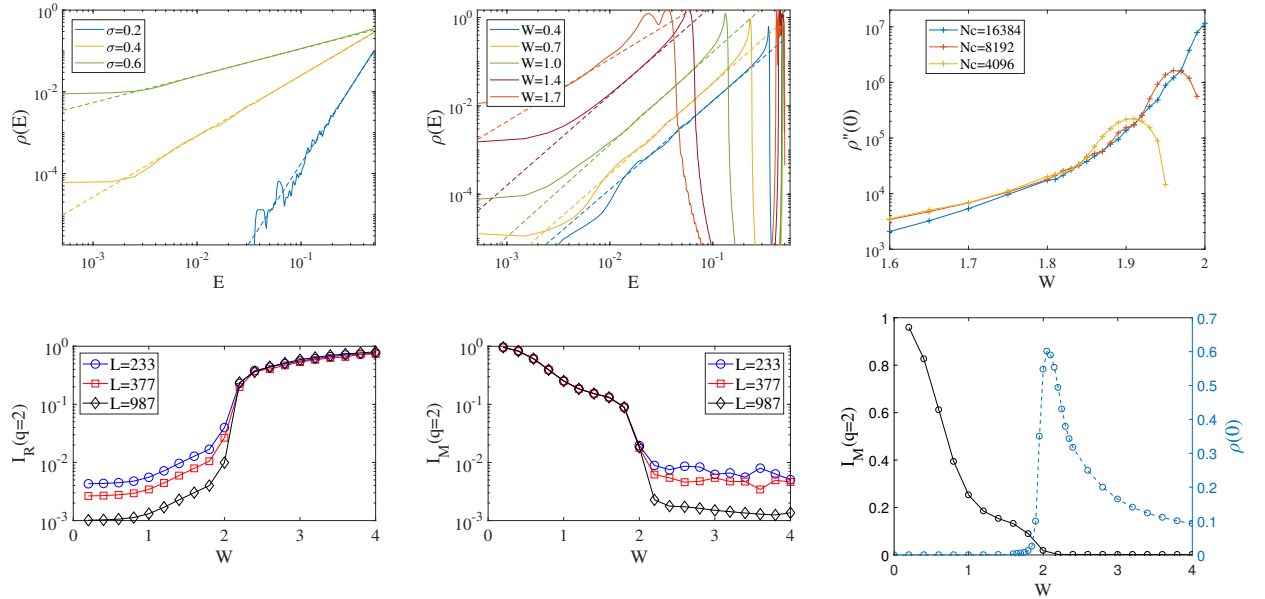 10^0
10^-2
10^-4
10^-3
10^-2
10^-1
ρ(E)
E
σ=0.2
σ=0.4
σ=0.6
10^0
10^-2
10^-4
10^-3
10^-2
10^-1
ρ(E)
E
W=0.4
W=0.7
W=1.0
W=1.4
W=1.7
10^7
10^6
10^5
10^4
10^3
1.6
1.7
1.8
1.9
2
ρ"(0)
W
Nc=16384
Nc=8192
Nc=4096
10^0
10^-1
10^-2
10^-3
0
1
2
3
4
I_R(q=2)
W
L=233
L=377
L=987
10^0
10^-1
10^-2
10^-3
0
1
2
3
4
I_M(q=2)
W
L=233
L=377
L=987
1
0.8
0.6
0.4
0.2
0
0
1
2
3
4
I_M(q=2)
W
0.7
0.6
0.5
0.4
0.3
0.2
0.1
0
ρ(0)